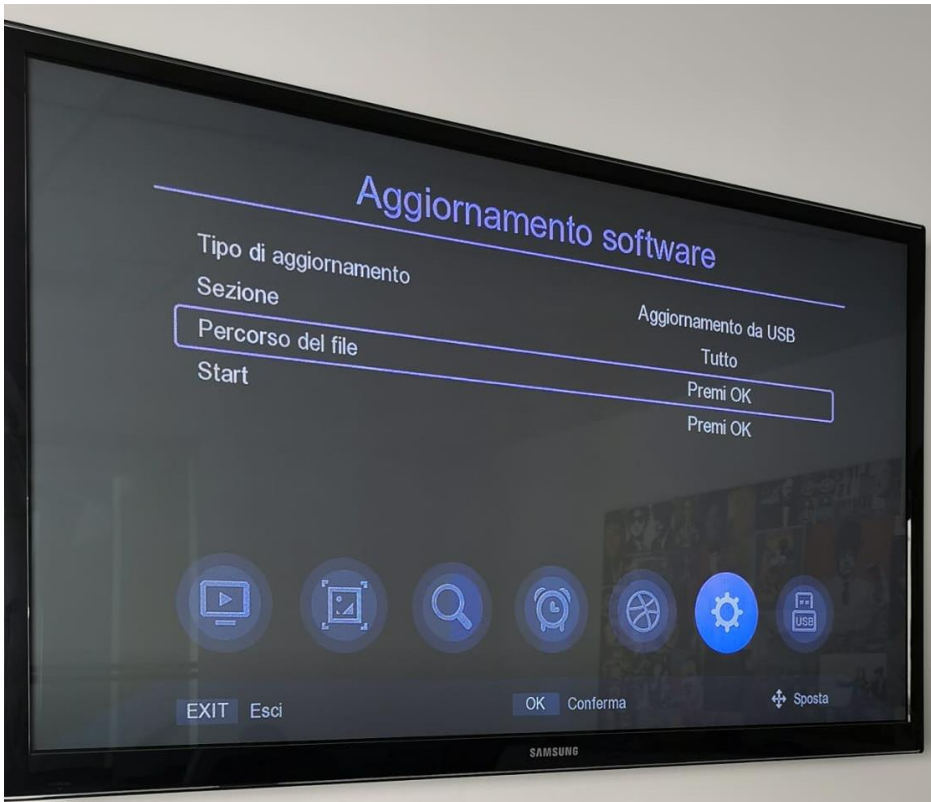 Aggiornamento software
Tipo di aggiornamento Aggiornamento da USB
Sezione Tutto
Percorso del file Premi OK
Start Premi OK
USB
EXIT Esci OK Conferma Sposta
SAMSUNG